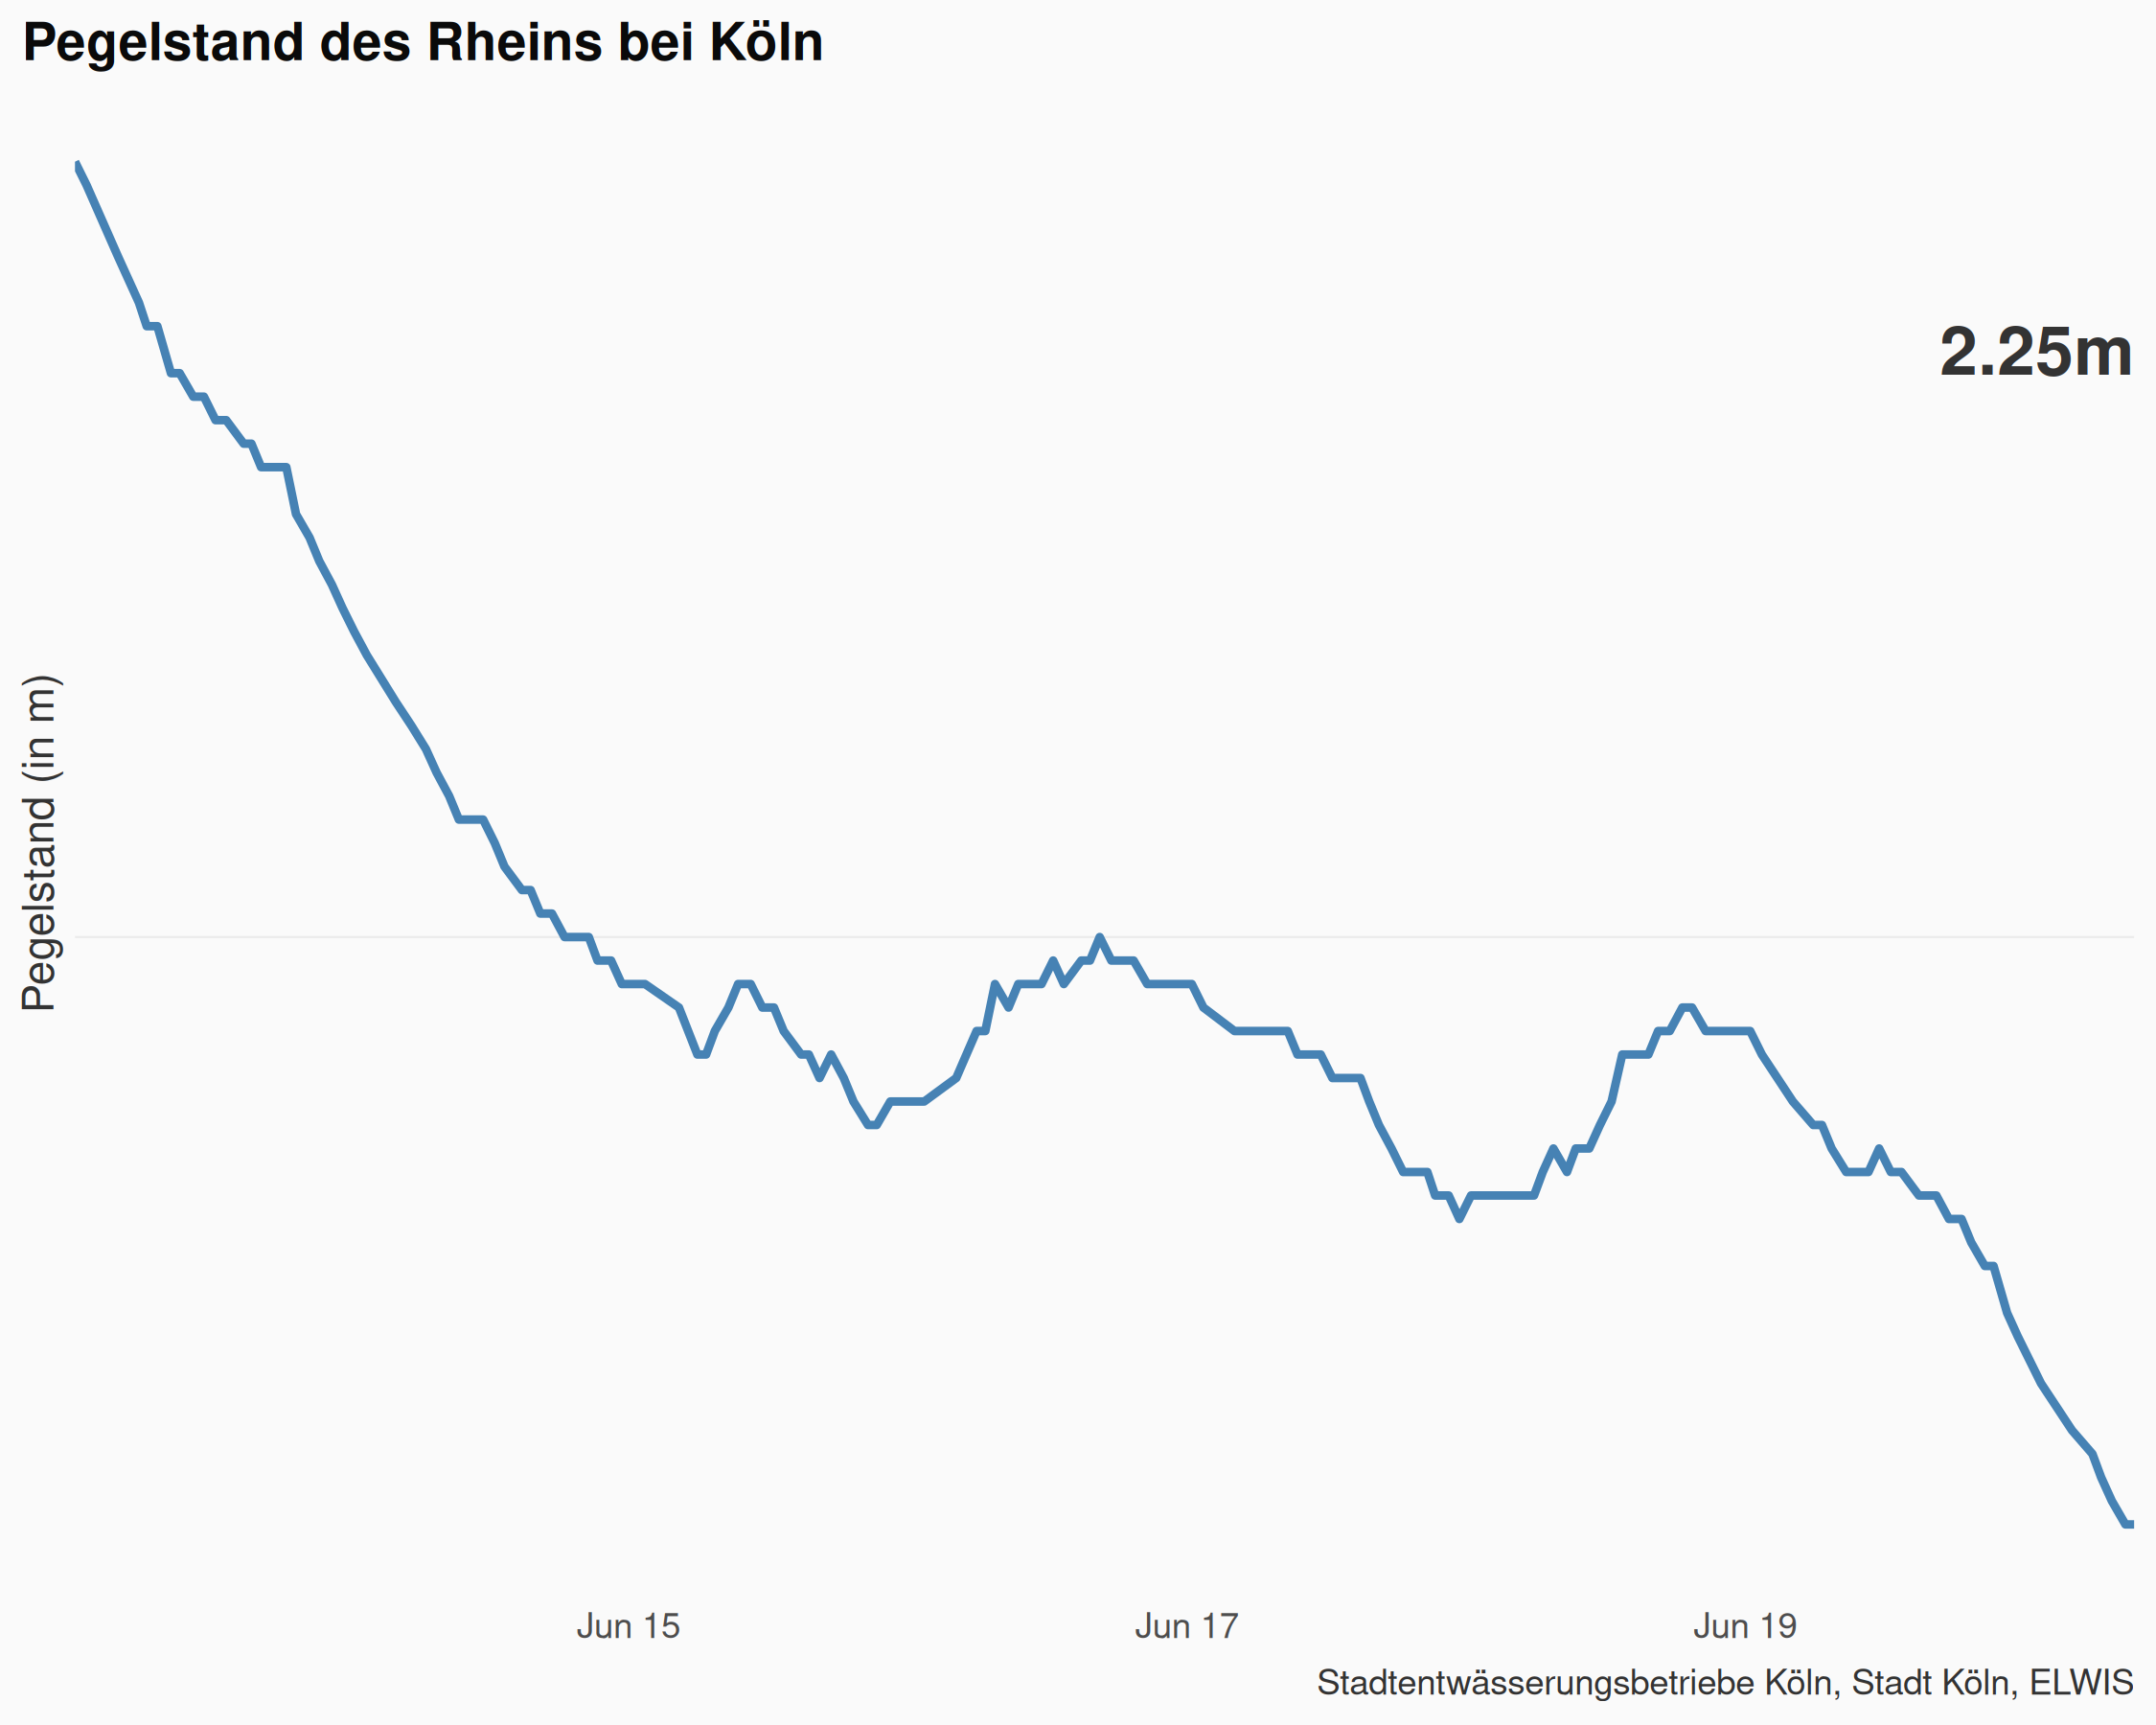 Pegelstand des Rheins bei Köln
2.25m
Pegelstand (in m)
Jun 15
Jun 17
Jun 19
Stadtentwässerungsbetriebe Köln, Stadt Köln, ELWIS